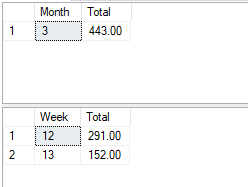 Month Total
1 3 443.00
Week Total
1 12 291.00
2 13 152.00